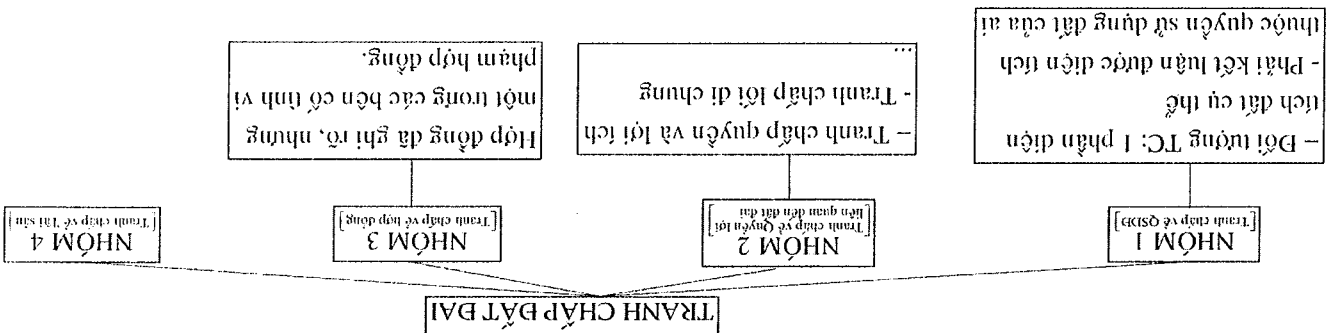 TRANH CHẤP ĐẤT ĐAI
NHÓM 1
[Tranh chấp về QSDĐ]
– Đối tượng TC: 1 phần diện
tích đất cụ thể
- Phải kết luận được diện tích
thuộc quyền sử dụng đất của ai
NHÓM 2
[Tranh chấp về Quyền lợi
liên quan đến đất đai]
– Tranh chấp quyền và lợi ích
- Tranh chấp lối đi chung
...
NHÓM 3
[Tranh chấp về hợp đồng]
Hợp đồng đã ghi rõ, nhưng
một trong các bên cố tình vi
phạm hợp đồng.
NHÓM 4
[Tranh chấp về Tài sản]